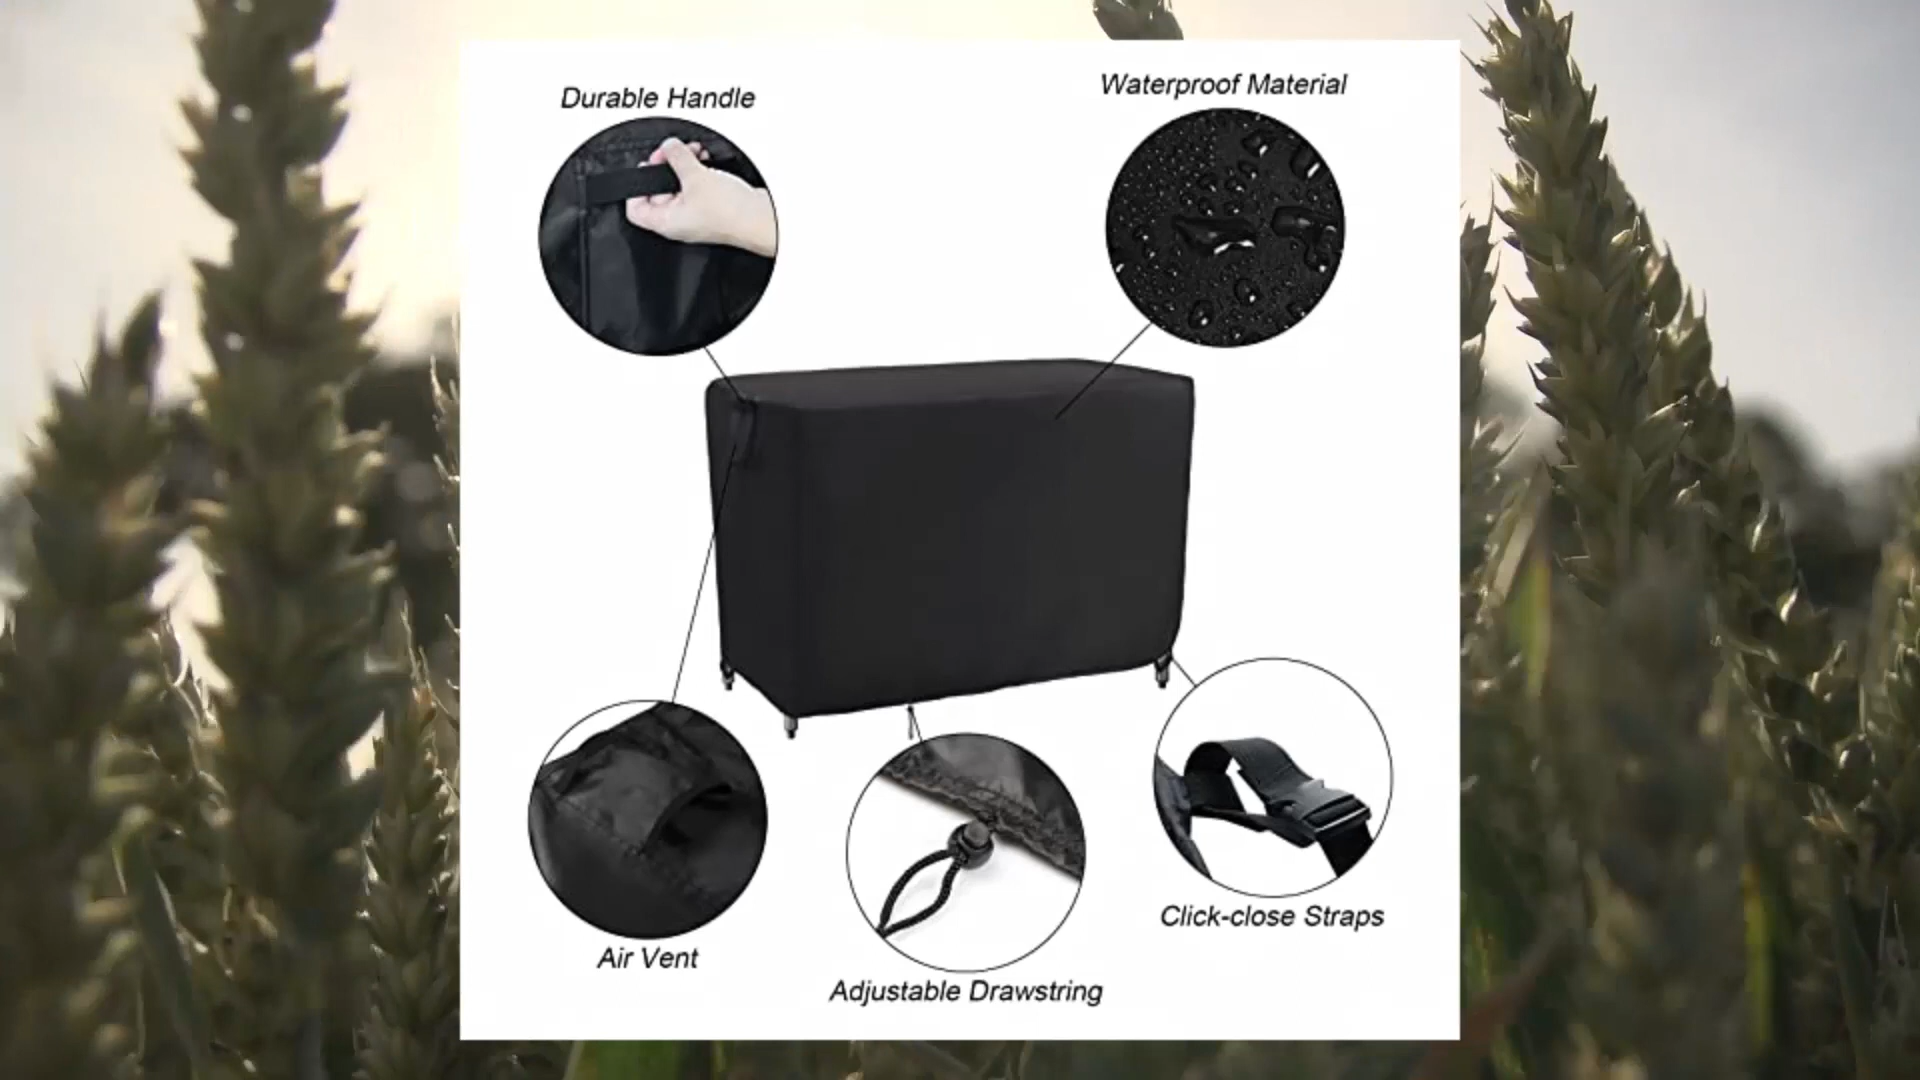 Durable Handle
Waterproof Material
Air Vent
Adjustable Drawstring
Click-close Straps